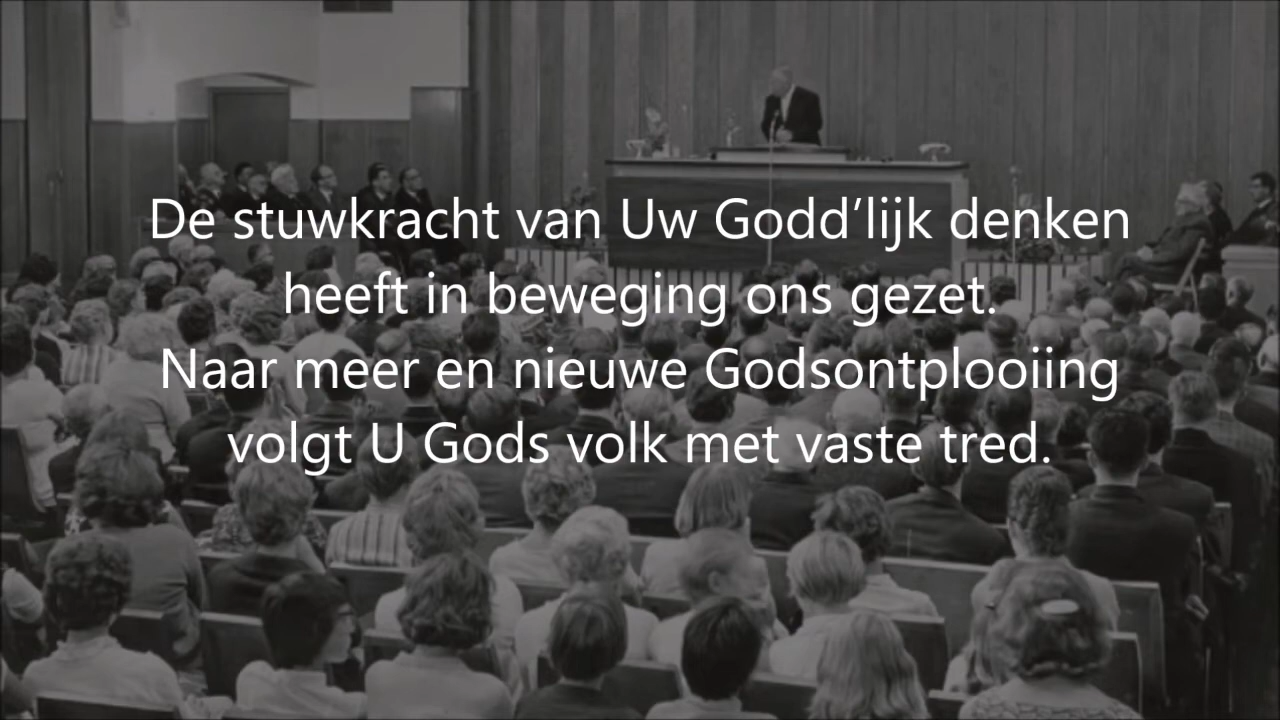 De stuwkracht van Uw Godd’lijk denken
heeft in beweging ons gezet.
Naar meer en nieuwe Godsontplooiing
volgt U Gods volk met vaste tred.